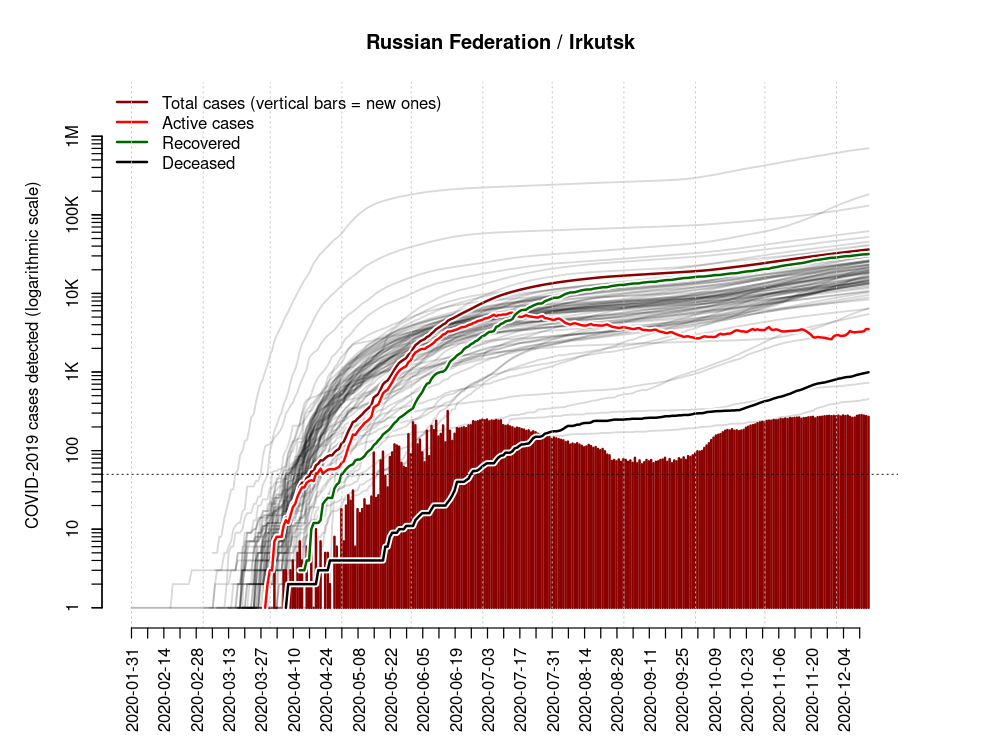 Russian Federation / Irkutsk
Total cases (vertical bars = new ones)
Active cases
Recovered
Deceased
COVID-2019 cases detected (logarithmic scale)
1M
100K
10K
1K
100
10
1
2020-01-31
2020-02-14
2020-02-28
2020-03-13
2020-03-27
2020-04-10
2020-04-24
2020-05-08
2020-05-22
2020-06-05
2020-06-19
2020-07-03
2020-07-17
2020-07-31
2020-08-14
2020-08-28
2020-09-11
2020-09-25
2020-10-09
2020-10-23
2020-11-06
2020-11-20
2020-12-04